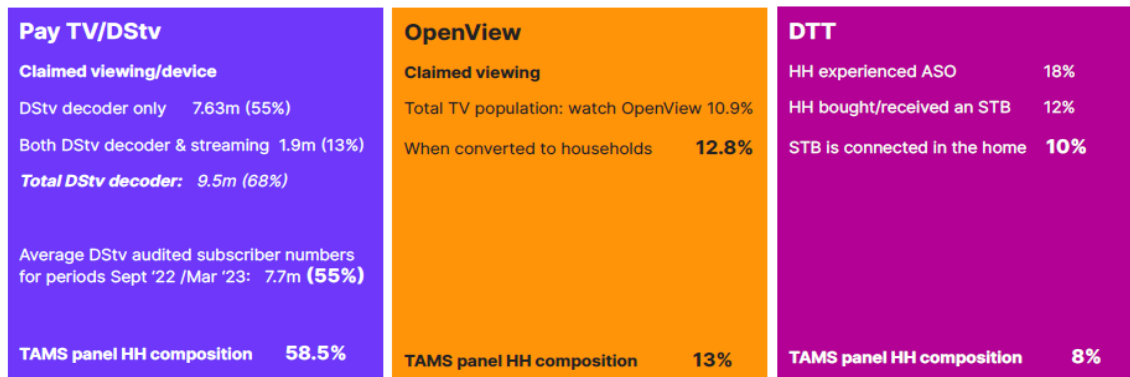 Pay TV/DStv
Claimed viewing/device
DStv decoder only 7.63m (55%)
Both DStv decoder & streaming 1.9m (13%)
Total DStv decoder: 9.5m (68%)
Average DStv audited subscriber numbers
for periods Sept ‘22 /Mar ‘23: 7.7m (55%)
TAMS panel HH composition 58.5%
OpenView
Claimed viewing
Total TV population: watch OpenView 10.9%
When converted to households 12.8%
TAMS panel HH composition 13%
DTT
HH experienced ASO 18%
HH bought/received an STB 12%
STB is connected in the home 10%
TAMS panel HH composition 8%